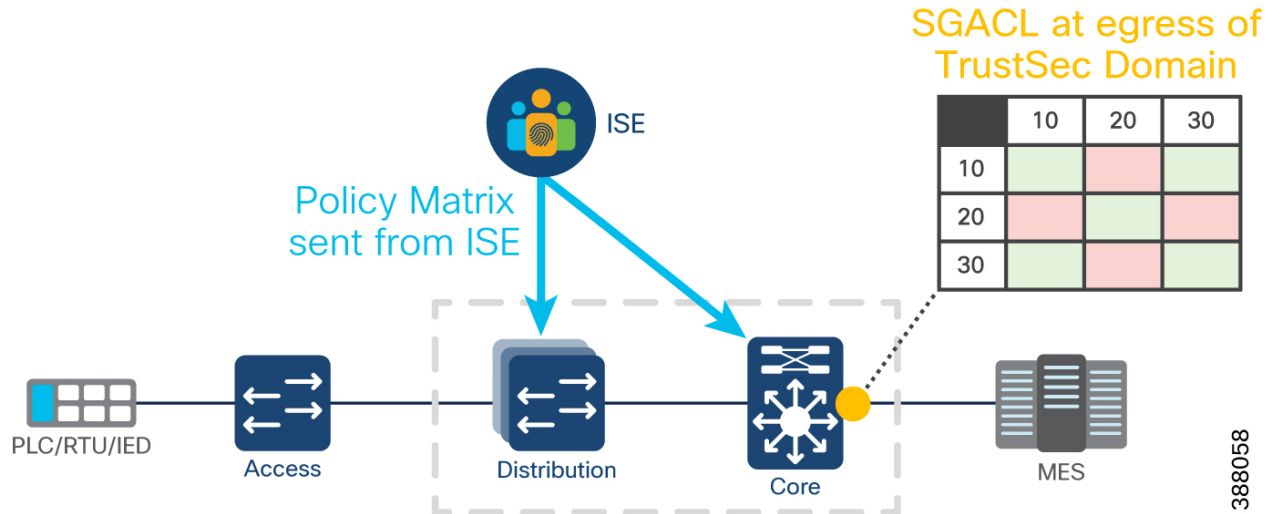 SGACL at egress of
TrustSec Domain
10 20 30
10
20
30
ISE
Policy Matrix
sent from ISE
PLC/RTU/IED
Access
Distribution
Core
MES
388058